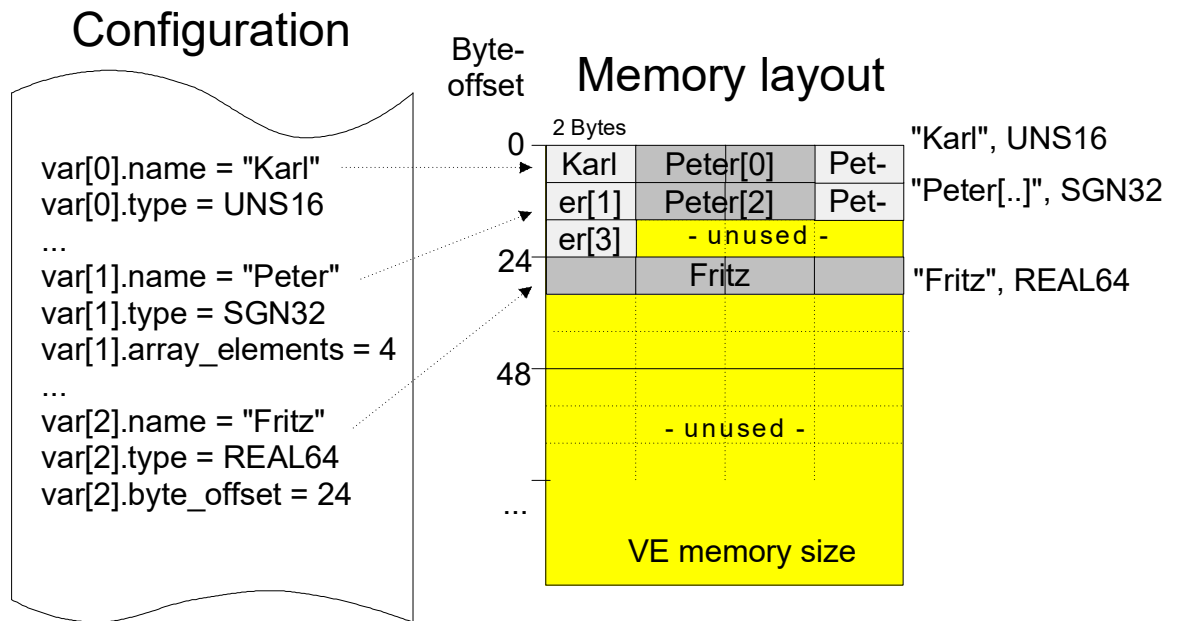 Configuration
var[0].name = "Karl"
var[0].type = UNS16
...
var[1].name = "Peter"
var[1].type = SGN32
var[1].array_elements = 4
...
var[2].name = "Fritz"
var[2].type = REAL64
var[2].byte_offset = 24
Byte-
offset
Memory layout
2 Bytes
0
Karl Peter[0] Pet-
"Karl", UNS16
er[1] Peter[2] Pet-
"Peter[..]", SGN32
er[3] - unused -
24
Fritz
"Fritz", REAL64
48
- unused -
...
VE memory size